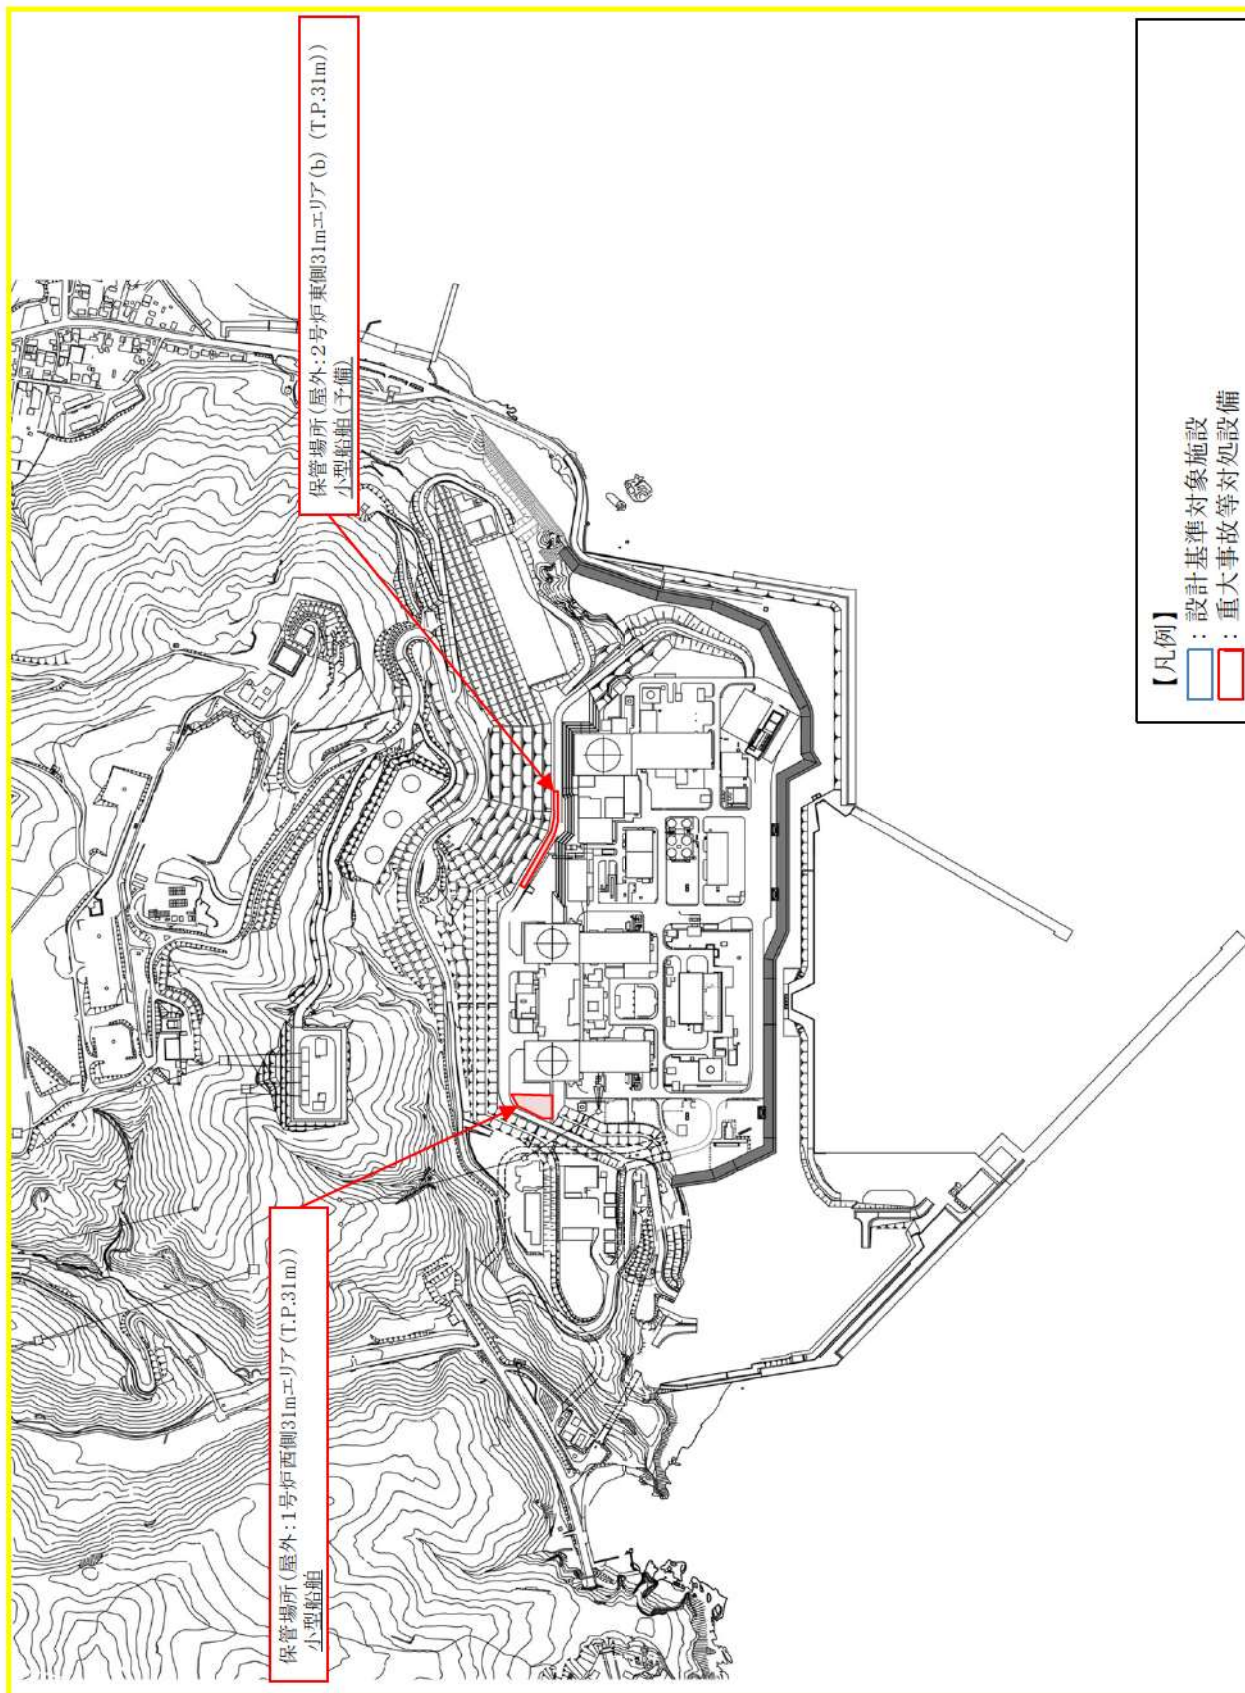 保管場所(屋外:1号炉西側31mエリア(T.P.31m))
小型船舶
保管場所(屋外:2号炉東側31mエリア(b)(T.P.31m))
小型船舶(予備)
【凡例】
:設計基準対象施設
:重大事故等対処設備